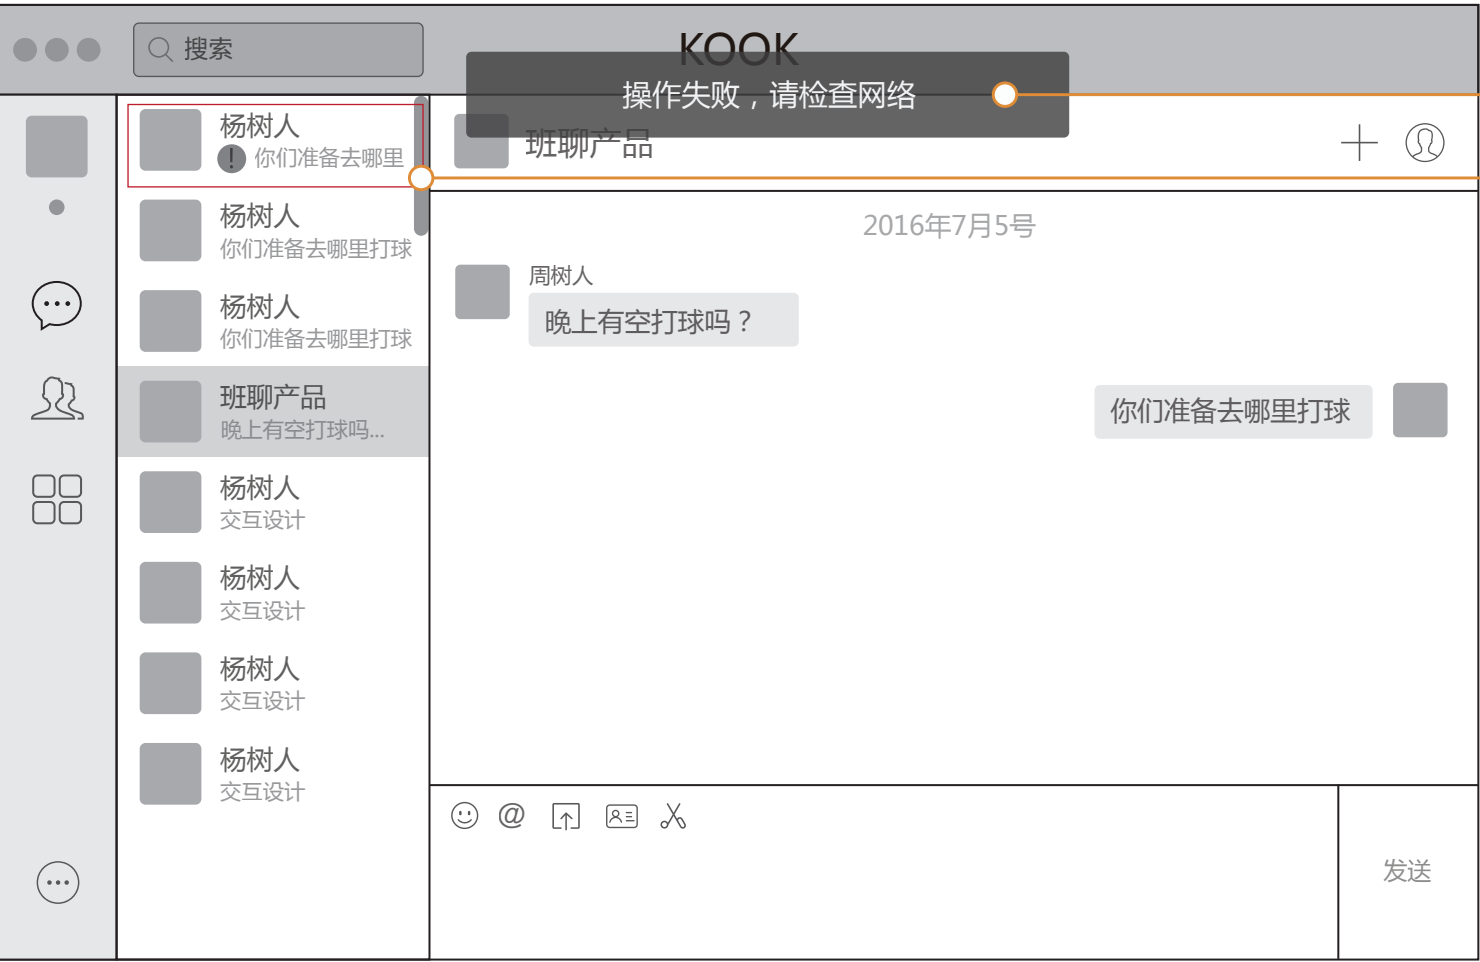 搜索
KOOK
操作失败，请检查网络
杨树人
! 你们准备去哪里
杨树人
你们准备去哪里打球
杨树人
你们准备去哪里打球
班聊产品
晚上有空打球吗...
杨树人
交互设计
杨树人
交互设计
杨树人
交互设计
杨树人
交互设计
班聊产品
2016年7月5号
周树人
晚上有空打球吗？
你们准备去哪里打球
@
发送